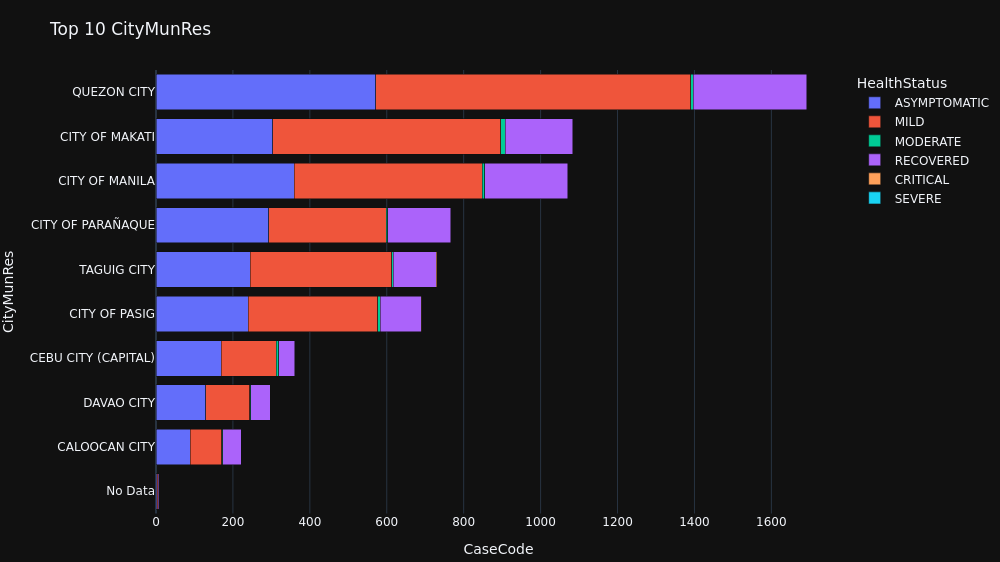 Top 10 CityMunRes
HealthStatus
ASYMPTOMATIC
MILD
MODERATE
RECOVERED
CRITICAL
SEVERE
CityMunRes
QUEZON CITY
CITY OF MAKATI
CITY OF MANILA
CITY OF PARAÑAQUE
TAGUIG CITY
CITY OF PASIG
CEBU CITY (CAPITAL)
DAVAO CITY
CALOOCAN CITY
No Data
0 200 400 600 800 1000 1200 1400 1600
CaseCode